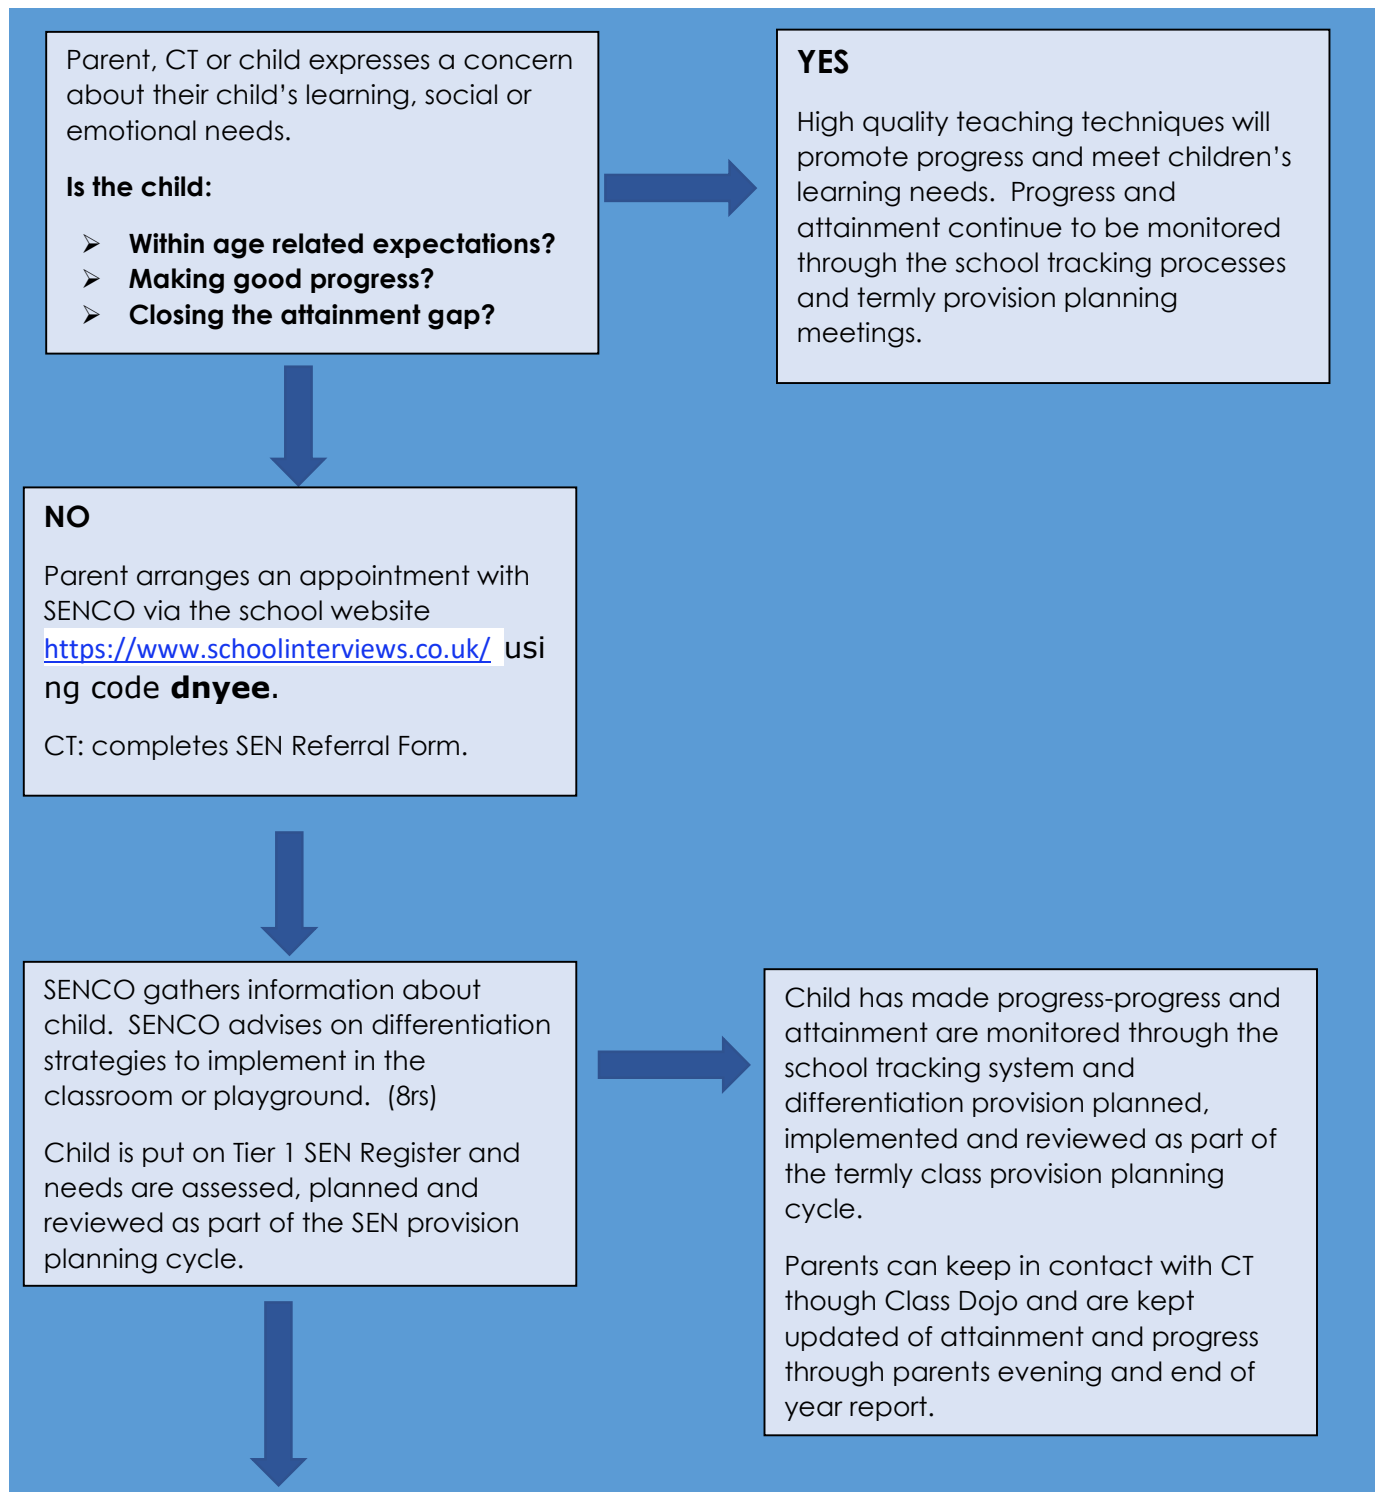 Parent, CT or child expresses a concern
about their child's learning, social or
emotional needs.
Is the child:
➢ Within age related expectations?
➢ Making good progress?
➢ Closing the attainment gap?
YES
High quality teaching techniques will
promote progress and meet children's
learning needs.  Progress and
attainment continue to be monitored
through the school tracking processes
and termly provision planning
meetings.
NO
Parent arranges an appointment with
SENCO via the school website
https://www.schoolinterviews.co.uk/ usi
ng code dnyee.
CT: completes SEN Referral Form.
SENCO gathers information about
child.  SENCO advises on differentiation
strategies to implement in the
classroom or playground.  (8rs)
Child is put on Tier 1 SEN Register and
needs are assessed, planned and
reviewed as part of the SEN provision
planning cycle.
Child has made progress-progress and
attainment are monitored through the
school tracking system and
differentiation provision planned,
implemented and reviewed as part of
the termly class provision planning
cycle.
Parents can keep in contact with CT
though Class Dojo and are kept
updated of attainment and progress
through parents evening and end of
year report.